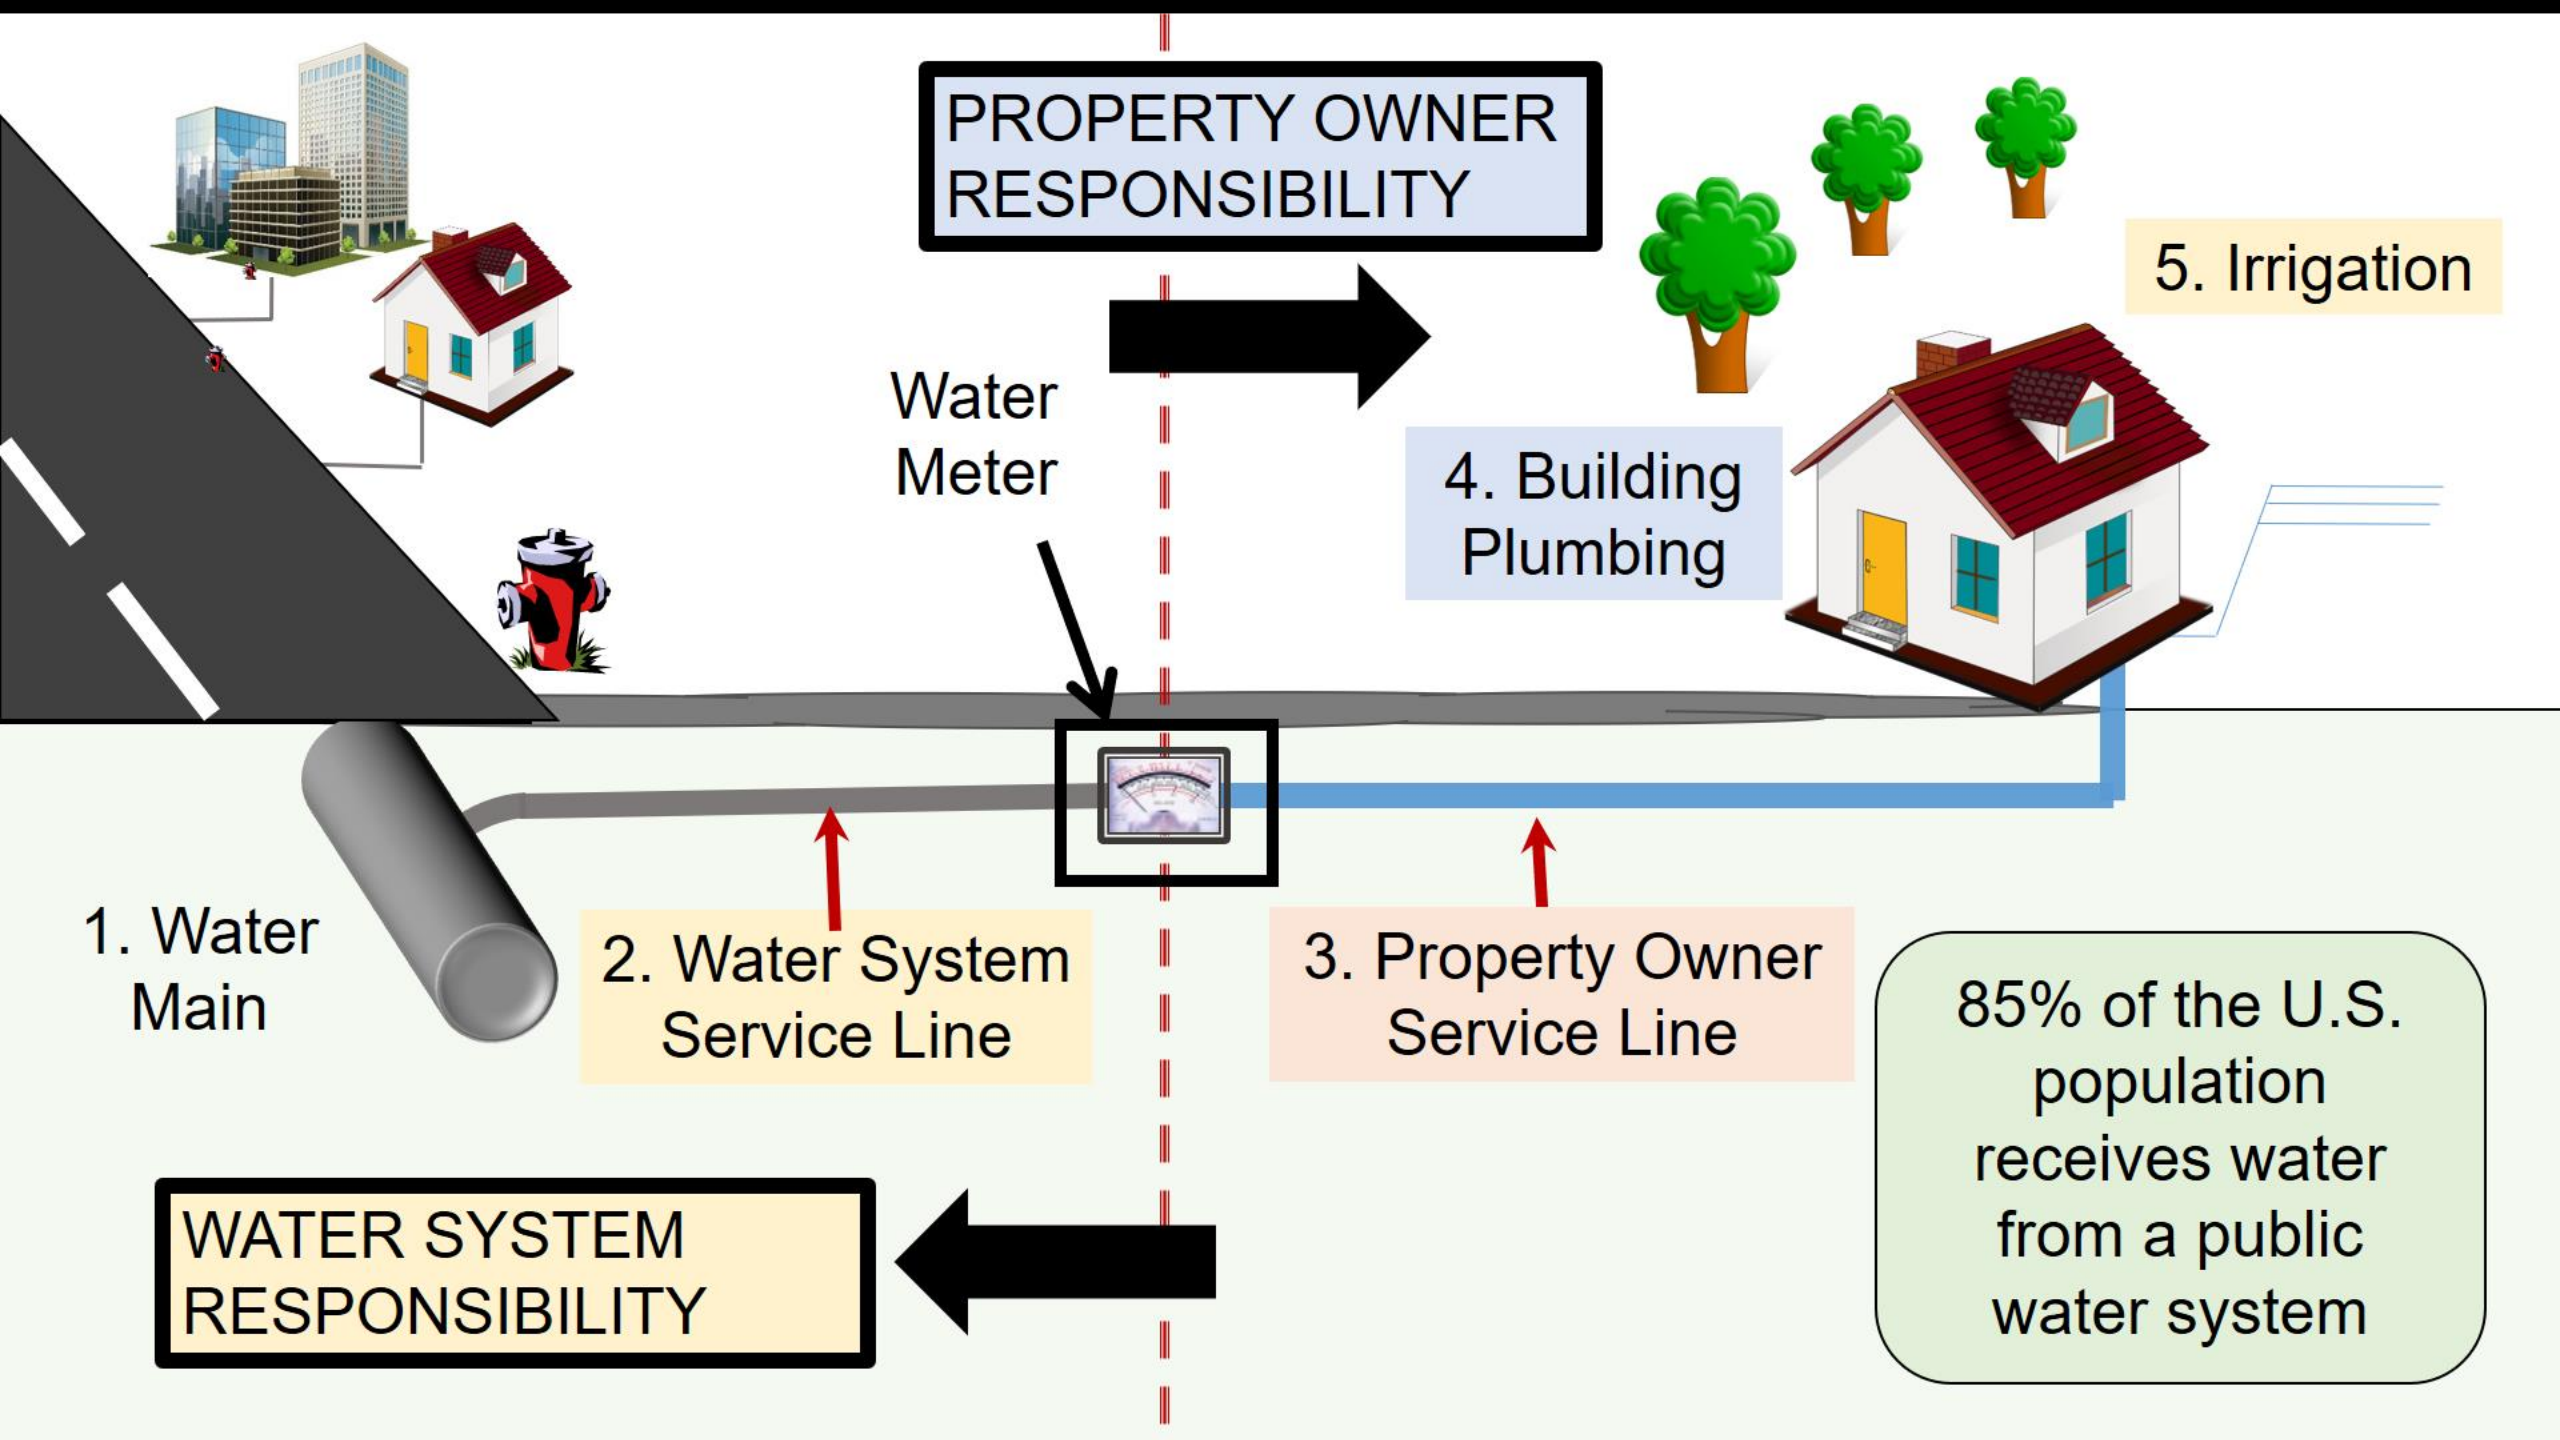 PROPERTY OWNER
RESPONSIBILITY
5. Irrigation
Water
Meter
4. Building
Plumbing
1. Water
Main
2. Water System
Service Line
3. Property Owner
Service Line
85% of the U.S.
population
receives water
from a public
water system
WATER SYSTEM
RESPONSIBILITY